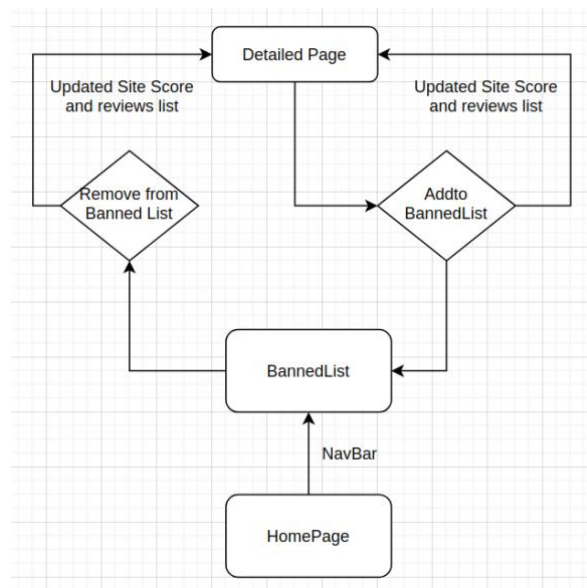 Detailed Page
Updated Site Score
and reviews list
Updated Site Score
and reviews list
Remove from
Banned List
Addto
BannedList
BannedList
NavBar
HomePage